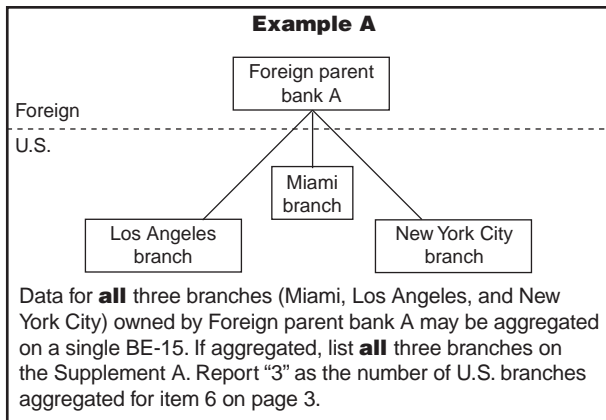 Example A
Foreign parent
bank A
Foreign
U.S.
Miami
branch
Los Angeles
branch
New York City
branch
Data for all three branches (Miami, Los Angeles, and New
York City) owned by Foreign parent bank A may be aggregated
on a single BE-15. If aggregated, list all three branches on
the Supplement A. Report “3” as the number of U.S. branches
aggregated for item 6 on page 3.